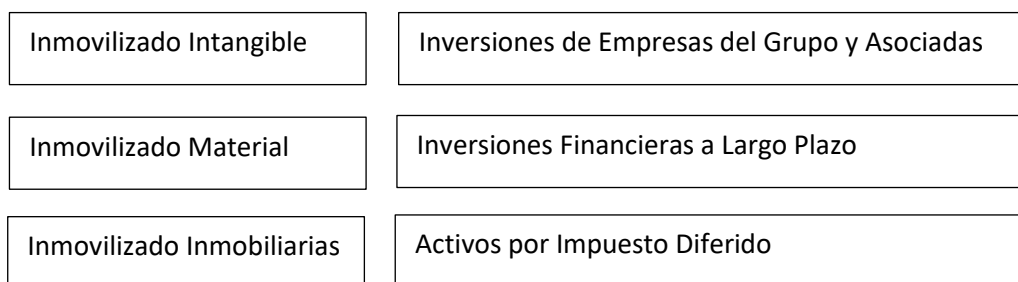 Inmovilizado Intangible
Inversiones de Empresas del Grupo y Asociadas
Inmovilizado Material
Inversiones Financieras a Largo Plazo
Inmovilizado Inmobiliarias
Activos por Impuesto Diferido